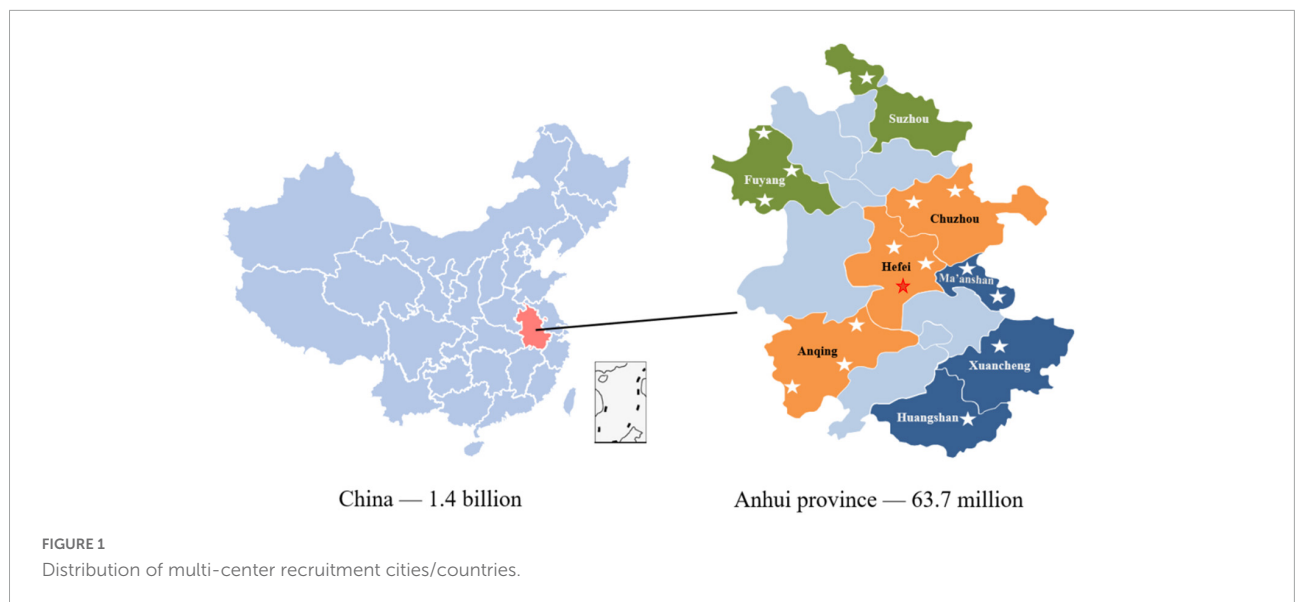 Suzhou
Fuyang
Chuzhou
Hefei
Ma'anshan
Anqing
Xuancheng
Huangshan
China — 1.4 billion
Anhui province — 63.7 million
FIGURE 1
Distribution of multi-center recruitment cities/countries.